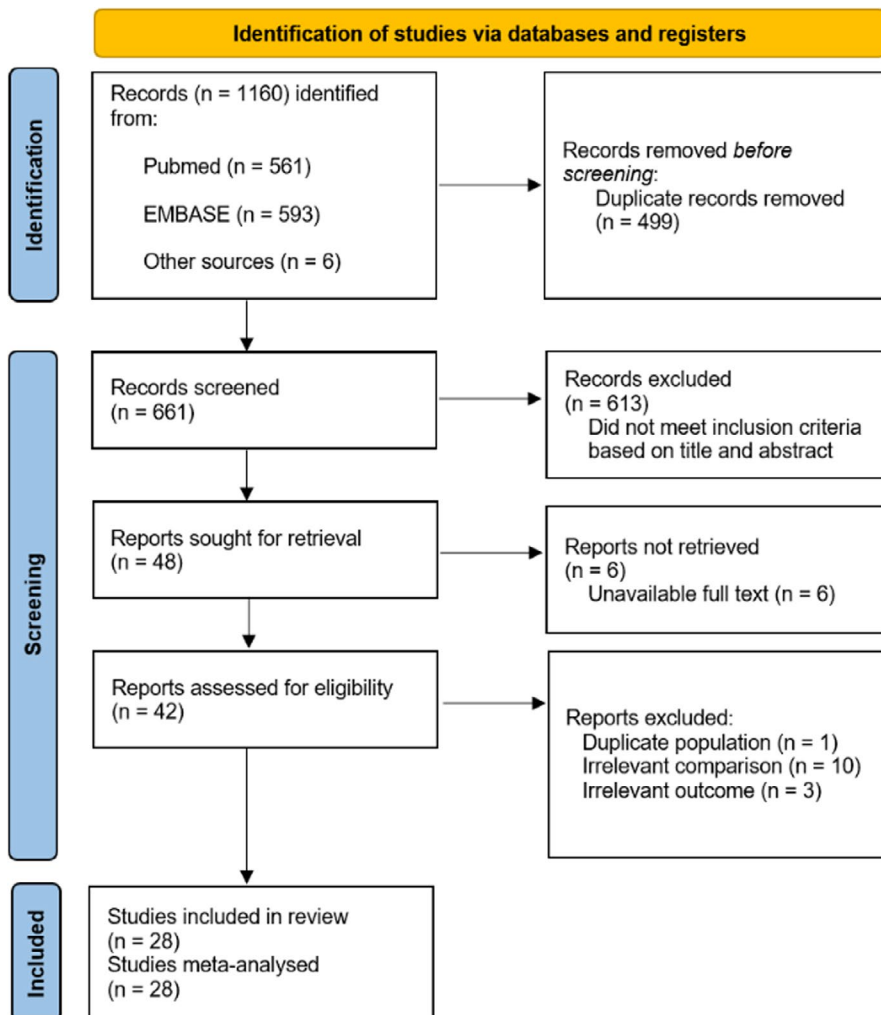 Identification of studies via databases and registers
Identification
Records (n = 1160) identified
from:
Pubmed (n = 561)
EMBASE (n = 593)
Other sources (n = 6)
Records removed before
screening:
Duplicate records removed
(n = 499)
Screening
Records screened
(n = 661)
Records excluded
(n = 613)
Did not meet inclusion criteria
based on title and abstract
Reports sought for retrieval
(n = 48)
Reports not retrieved
(n = 6)
Unavailable full text (n = 6)
Reports assessed for eligibility
(n = 42)
Reports excluded:
Duplicate population (n = 1)
Irrelevant comparison (n = 10)
Irrelevant outcome (n = 3)
Included
Studies included in review
(n = 28)
Studies meta-analysed
(n = 28)